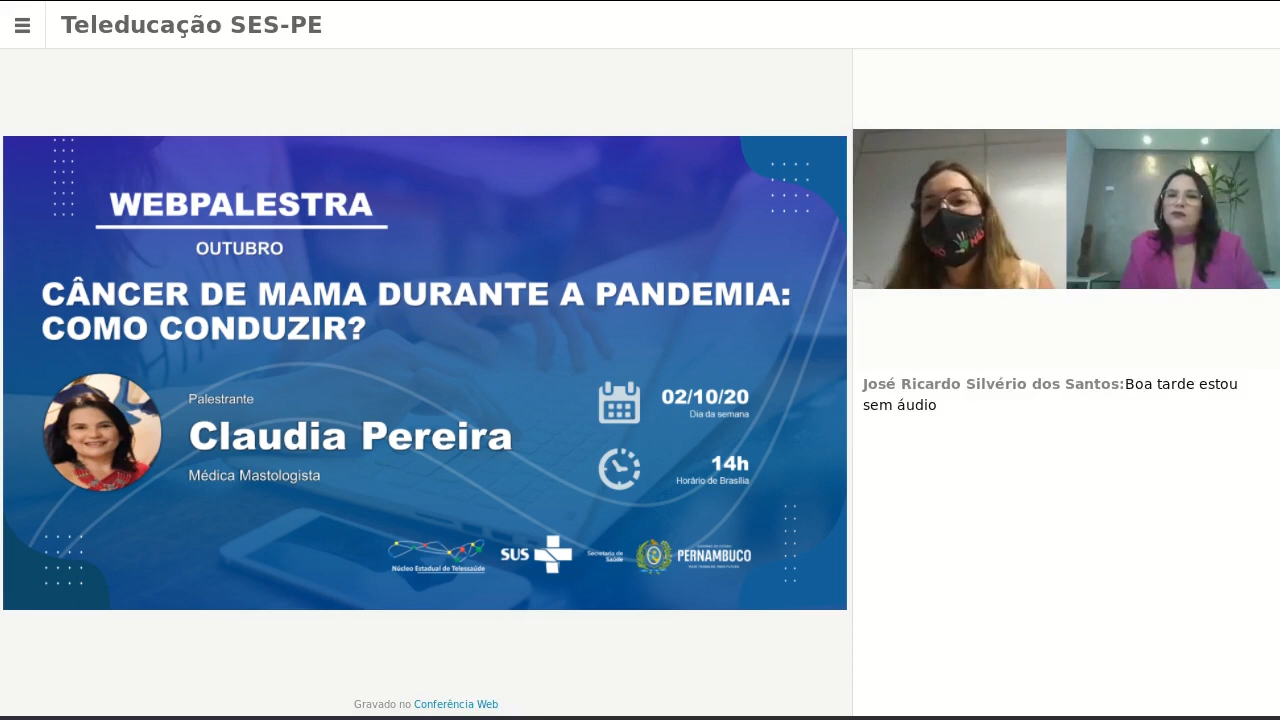 Teleducação SES-PE
WEBPALESTRA
OUTUBRO
CÂNCER DE MAMA DURANTE A PANDEMIA:
COMO CONDUZIR?
Palestrante
Claudia Pereira
Médica Mastologista
02/10/20
Dia da semana
14h
Horário de Brasília
Núcleo Estadual de Telessaúde
SUS
Secretaria de
Saúde
PERNAMBUCO
José Ricardo Silvério dos Santos:Boa tarde estou
sem áudio
Gravado no Conferência Web